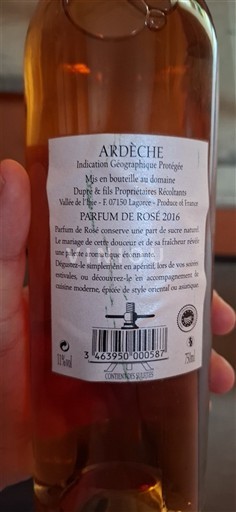 ARDÈCHE
Indication Géographique Protégée
Mis en bouteille au domaine
Dupré & fils Proprietaires Récoltants
Vallée de l'Ibie - F. 07150 Lagorce - Produce of France
PARFUM DE ROSÉ 2016
Parfum de Rosé conserve une part de sucre naturel.
Le mariage de cette douceur et de sa fraîcheur révèle
une palette aromatique étonnante.
Dégustez-le simplement en apéritif, lors de vos soirées
estivales, ou découvrez-le en accompagnement de
cuisine moderne, épicée de style oriental ou asiatique.
11%vol
3 463950 000587
750ml
CONTIENT DES SULFITES